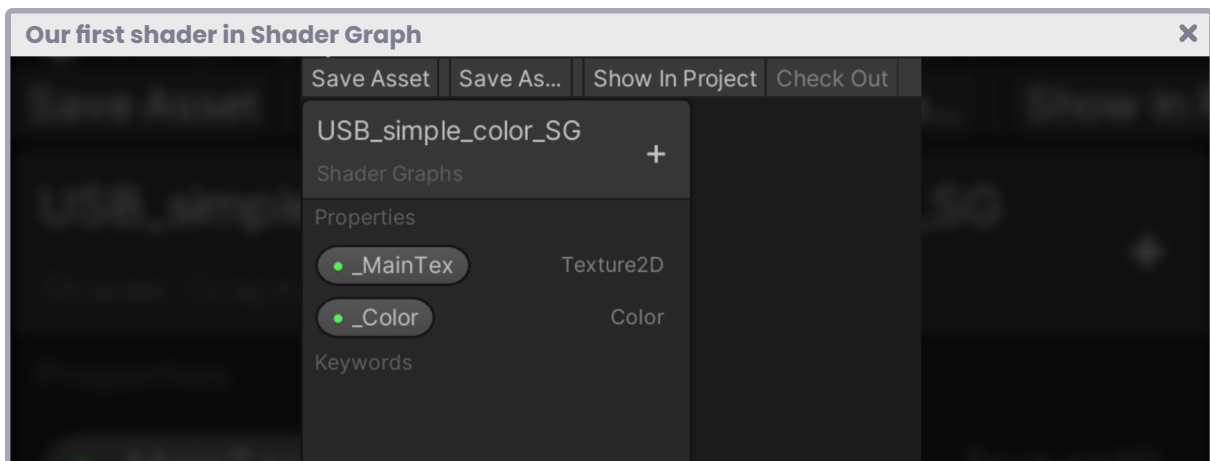 Our first shader in Shader Graph
Save Asset Save As... Show In Project Check Out
USB_simple_color_SG
+
Shader Graphs
Properties
_MainTex Texture2D
_Color Color
Keywords